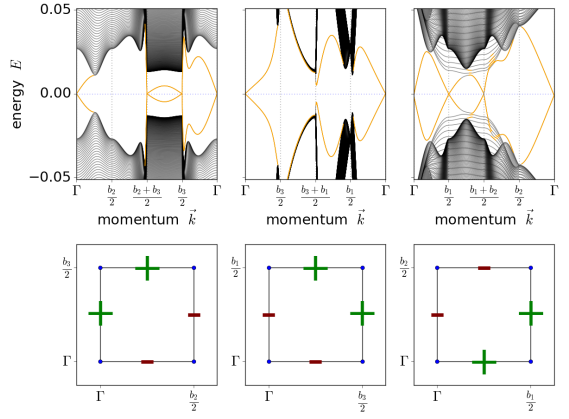 0.05
0.00
−0.05
energy E
Γ b₂/2 (b₂ + b₃)/2 b₃/2 Γ
Γ b₃/2 (b₃ + b₁)/2 b₁/2 Γ
Γ b₁/2 (b₁ + b₂)/2 b₂/2 Γ
momentum k⃗
momentum k⃗
momentum k⃗
b₃/2
Γ
Γ b₂/2
b₁/2
Γ
Γ b₃/2
b₂/2
Γ
Γ b₁/2